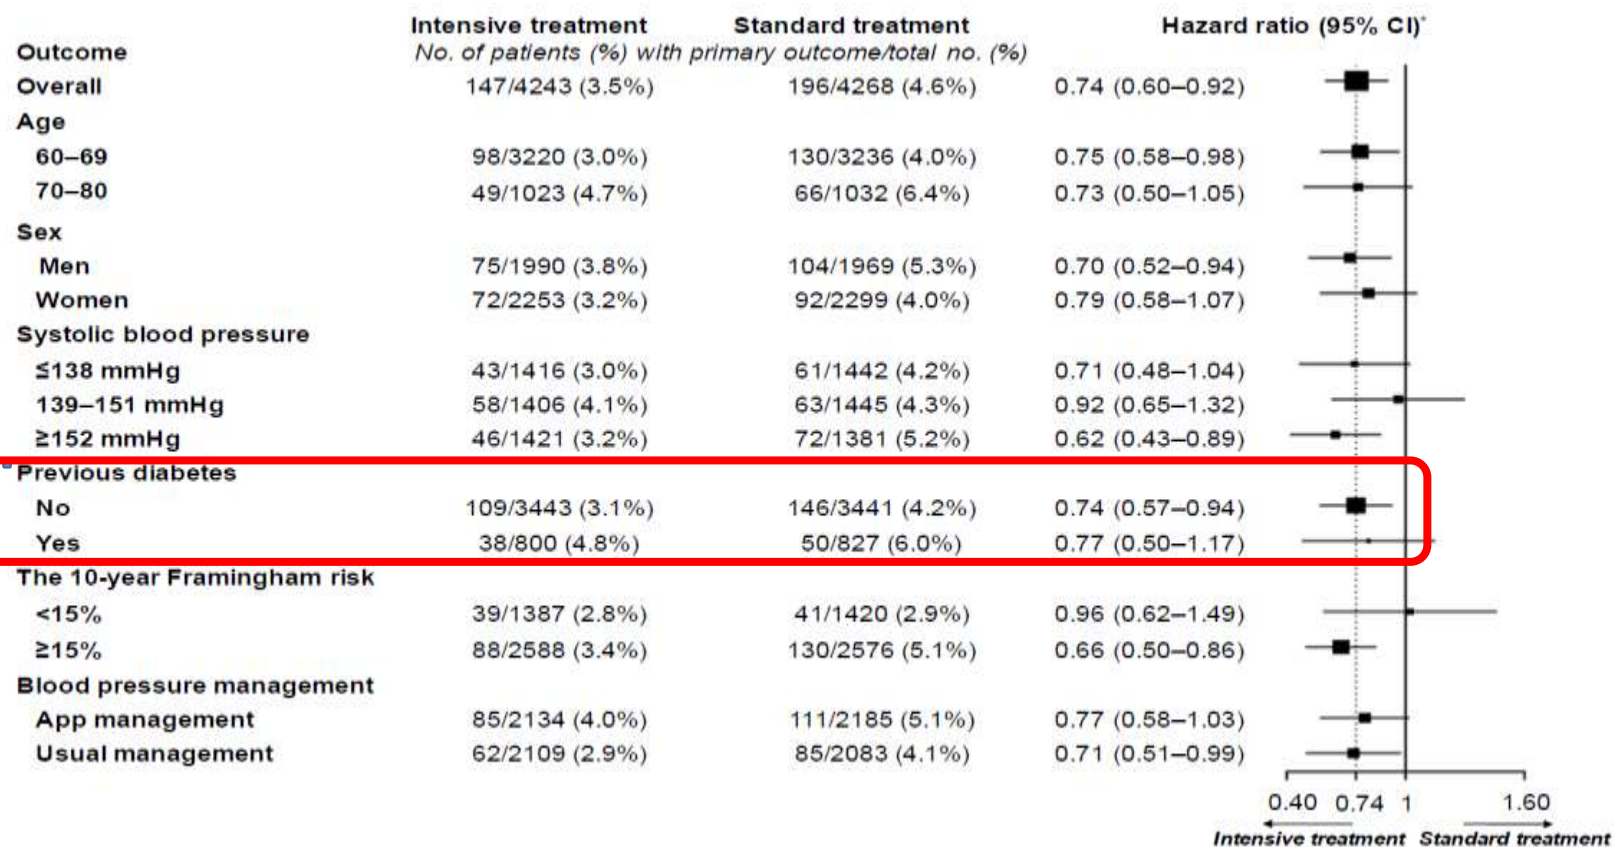 Intensive treatment Standard treatment Hazard ratio (95% CI)*
Outcome No. of patients (%) with primary outcome/total no. (%)
Overall 147/4243 (3.5%) 196/4268 (4.6%) 0.74 (0.60–0.92)
Age
60–69 98/3220 (3.0%) 130/3236 (4.0%) 0.75 (0.58–0.98)
70–80 49/1023 (4.7%) 66/1032 (6.4%) 0.73 (0.50–1.05)
Sex
Men 75/1990 (3.8%) 104/1969 (5.3%) 0.70 (0.52–0.94)
Women 72/2253 (3.2%) 92/2299 (4.0%) 0.79 (0.58–1.07)
Systolic blood pressure
≤138 mmHg 43/1416 (3.0%) 61/1442 (4.2%) 0.71 (0.48–1.04)
139–151 mmHg 58/1406 (4.1%) 63/1445 (4.3%) 0.92 (0.65–1.32)
≥152 mmHg 46/1421 (3.2%) 72/1381 (5.2%) 0.62 (0.43–0.89)
Previous diabetes
No 109/3443 (3.1%) 146/3441 (4.2%) 0.74 (0.57–0.94)
Yes 38/800 (4.8%) 50/827 (6.0%) 0.77 (0.50–1.17)
The 10-year Framingham risk
<15% 39/1387 (2.8%) 41/1420 (2.9%) 0.96 (0.62–1.49)
≥15% 88/2588 (3.4%) 130/2576 (5.1%) 0.66 (0.50–0.86)
Blood pressure management
App management 85/2134 (4.0%) 111/2185 (5.1%) 0.77 (0.58–1.03)
Usual management 62/2109 (2.9%) 85/2083 (4.1%) 0.71 (0.51–0.99)
0.40 0.74 1 1.60
Intensive treatment Standard treatment